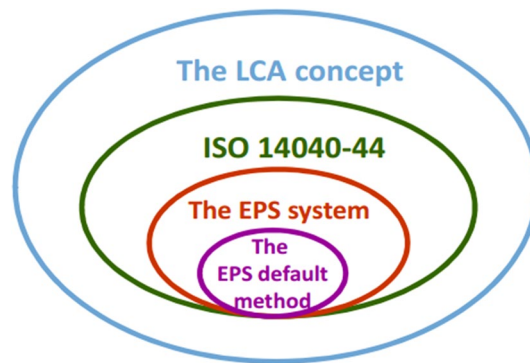 The LCA concept
ISO 14040-44
The EPS system
The
EPS default
method